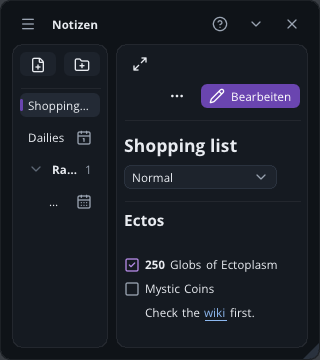 Notizen
Shopping...
Dailies
Ra... 1
...
Bearbeiten
Shopping list
Normal
Ectos
250 Globs of Ectoplasm
Mystic Coins
Check the wiki first.